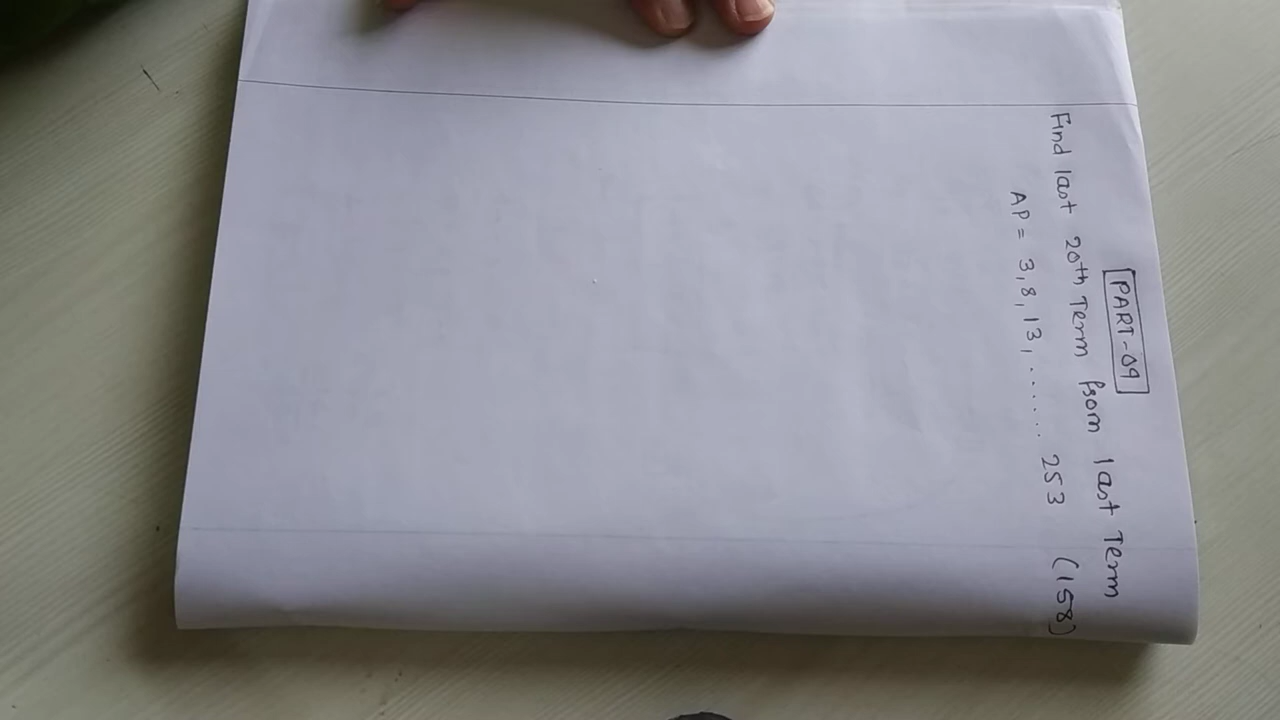 PART-09
Find last 20th Term from last Term
AP = 3, 8, 13, ....... 253 (158)